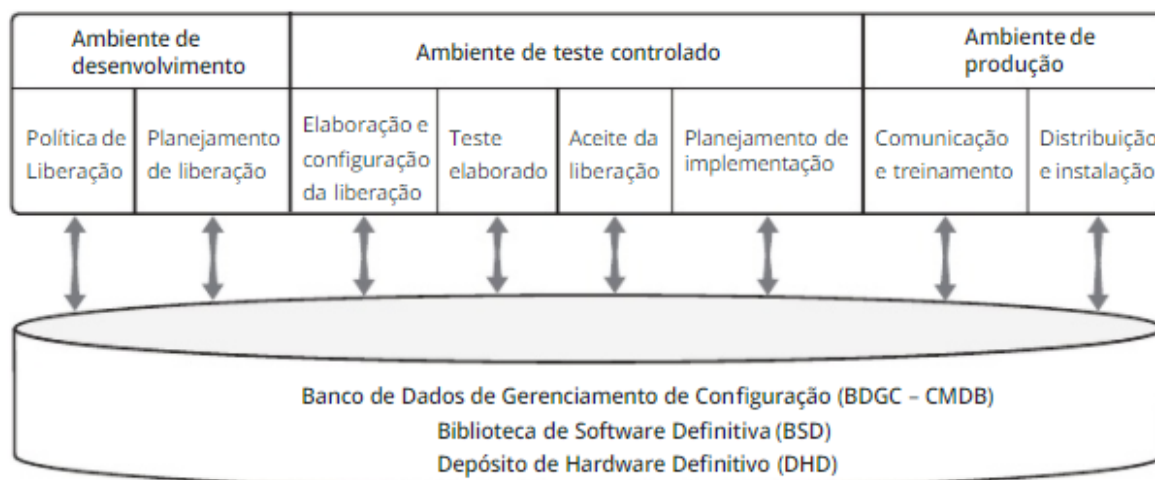 Ambiente de
desenvolvimento
Ambiente de teste controlado
Ambiente de
produção
Política de
Liberação
Planejamento
de liberação
Elaboração e
configuração
da liberação
Teste
elaborado
Aceite da
liberação
Planejamento de
implementação
Comunicação
e treinamento
Distribuição
e instalação
Banco de Dados de Gerenciamento de Configuração (BDGC – CMDB)
Biblioteca de Software Definitiva (BSD)
Depósito de Hardware Definitivo (DHD)